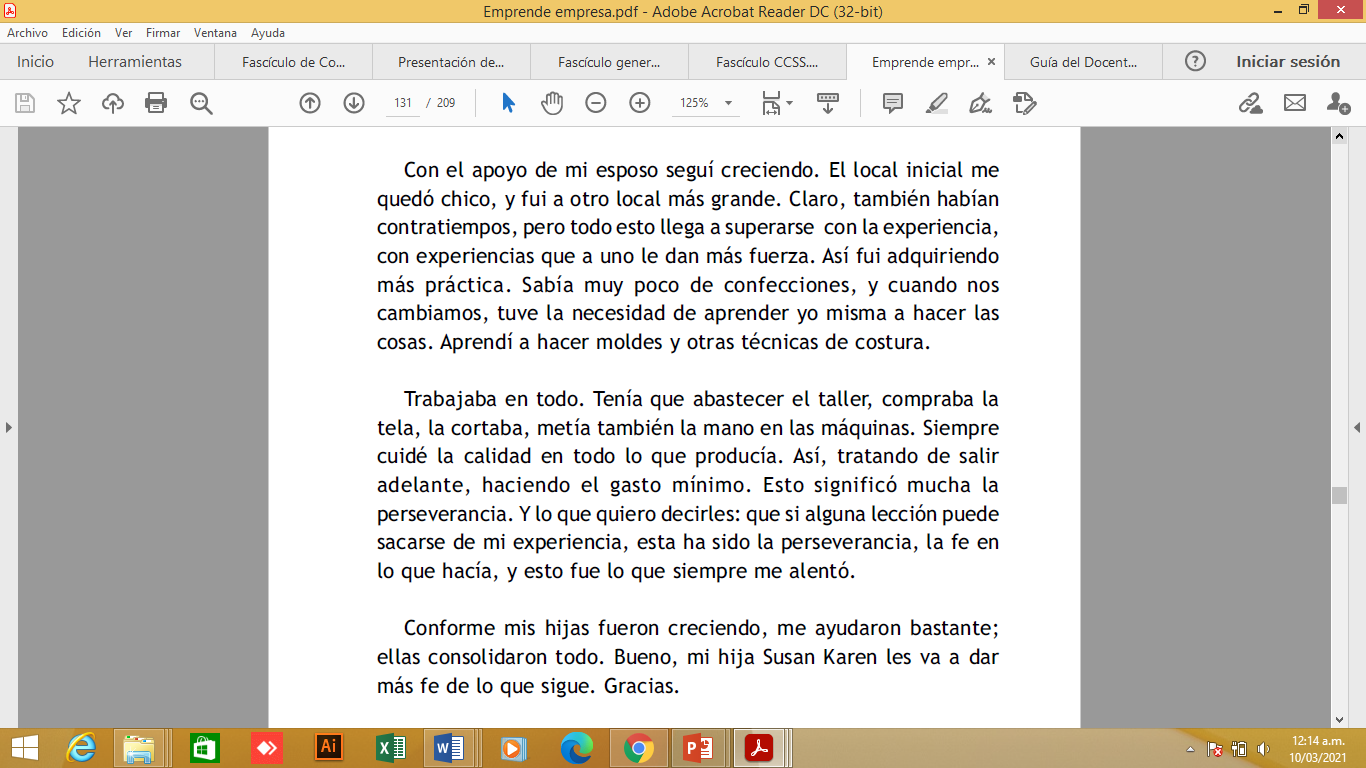 Emprende empresa.pdf - Adobe Acrobat Reader DC (32-bit)
Archivo Edición Ver Firmar Ventana Ayuda
Inicio Herramientas Fascículo de Co... Presentación de... Fascículo gener... Fascículo CCSS.... Emprende empr... Guía del Docent... Iniciar sesión
131 / 209 125%
Con el apoyo de mi esposo seguí creciendo. El local inicial me
quedó chico, y fui a otro local más grande. Claro, también habían
contratiempos, pero todo esto llega a superarse con la experiencia,
con experiencias que a uno le dan más fuerza. Así fui adquiriendo
más práctica. Sabía muy poco de confecciones, y cuando nos
cambiamos, tuve la necesidad de aprender yo misma a hacer las
cosas. Aprendí a hacer moldes y otras técnicas de costura.
Trabajaba en todo. Tenía que abastecer el taller, compraba la
tela, la cortaba, metía también la mano en las máquinas. Siempre
cuidé la calidad en todo lo que producía. Así, tratando de salir
adelante, haciendo el gasto mínimo. Esto significó mucha la
perseverancia. Y lo que quiero decirles: que si alguna lección puede
sacarse de mi experiencia, esta ha sido la perseverancia, la fe en
lo que hacía, y esto fue lo que siempre me alentó.
Conforme mis hijas fueron creciendo, me ayudaron bastante;
ellas consolidaron todo. Bueno, mi hija Susan Karen les va a dar
más fe de lo que sigue. Gracias.
Ai
12:14 a.m.
10/03/2021